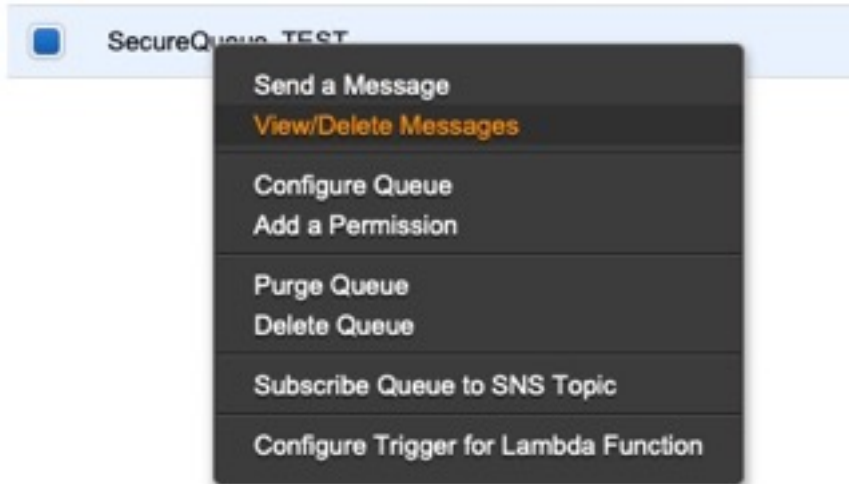 SecureQueue_TEST
Send a Message
View/Delete Messages
Configure Queue
Add a Permission
Purge Queue
Delete Queue
Subscribe Queue to SNS Topic
Configure Trigger for Lambda Function